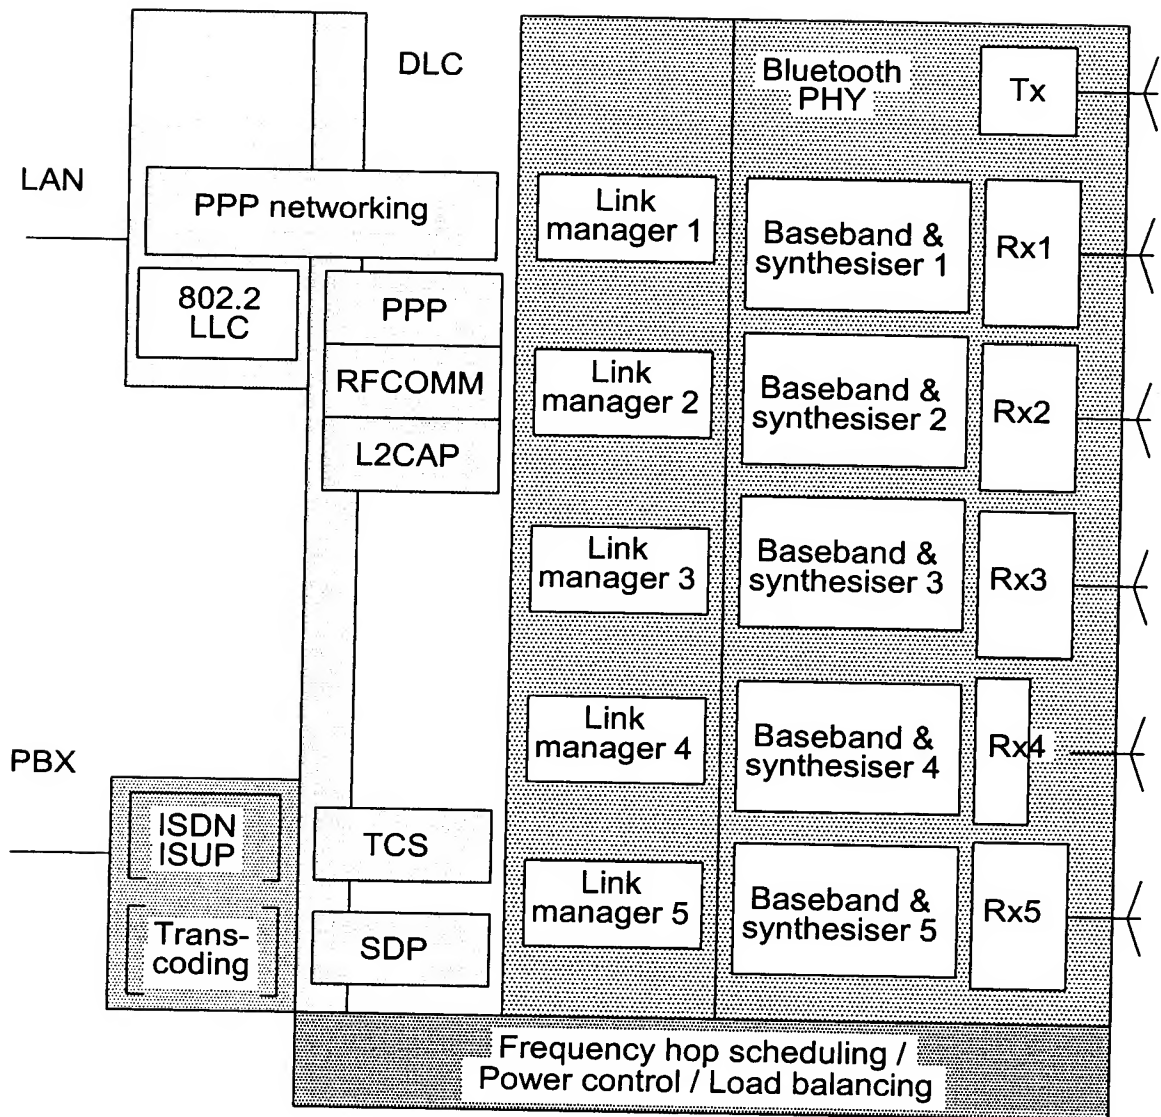 DLC
Bluetooth
PHY
Tx
LAN
PPP networking
Link
manager 1
Baseband &
synthesiser 1
Rx1
802.2
LLC
PPP
RFCOMM
L2CAP
Link
manager 2
Baseband &
synthesiser 2
Rx2
Link
manager 3
Baseband &
synthesiser 3
Rx3
PBX
Link
manager 4
Baseband &
synthesiser 4
Rx4
ISDN
ISUP
TCS
Link
manager 5
Baseband &
synthesiser 5
Rx5
Trans-
coding
SDP
Frequency hop scheduling /
Power control / Load balancing